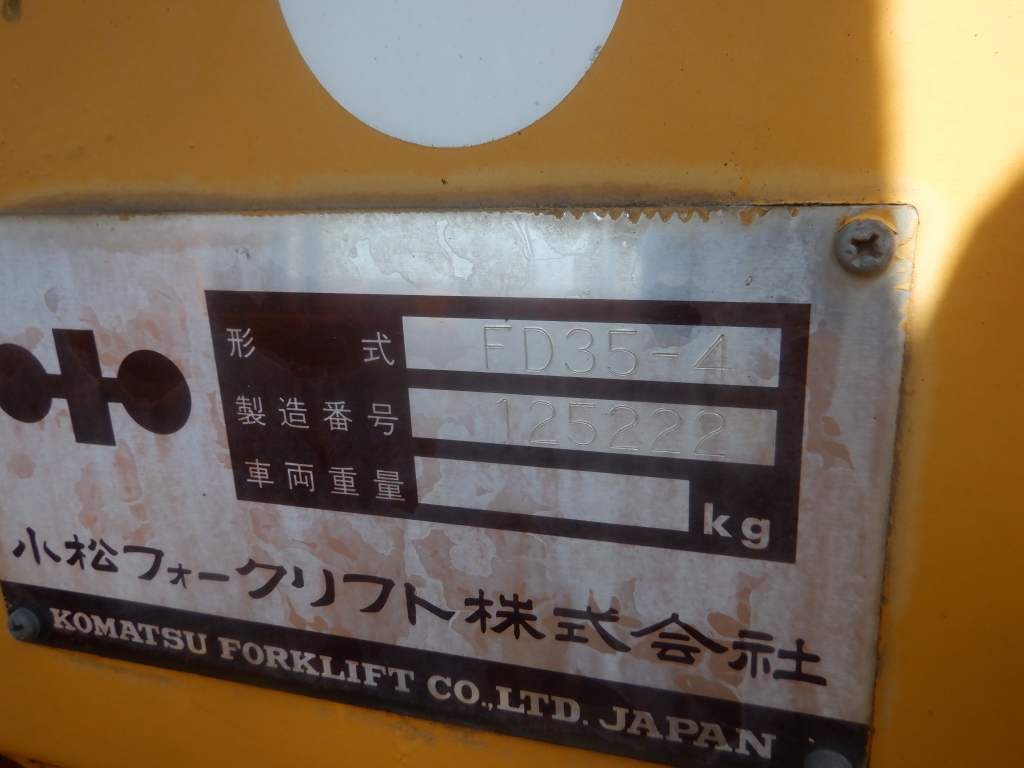 形式 FD35-4
製造番号 125222
車両重量 kg
小松フォークリフト株式会社
KOMATSU FORKLIFT CO.,LTD. JAPAN